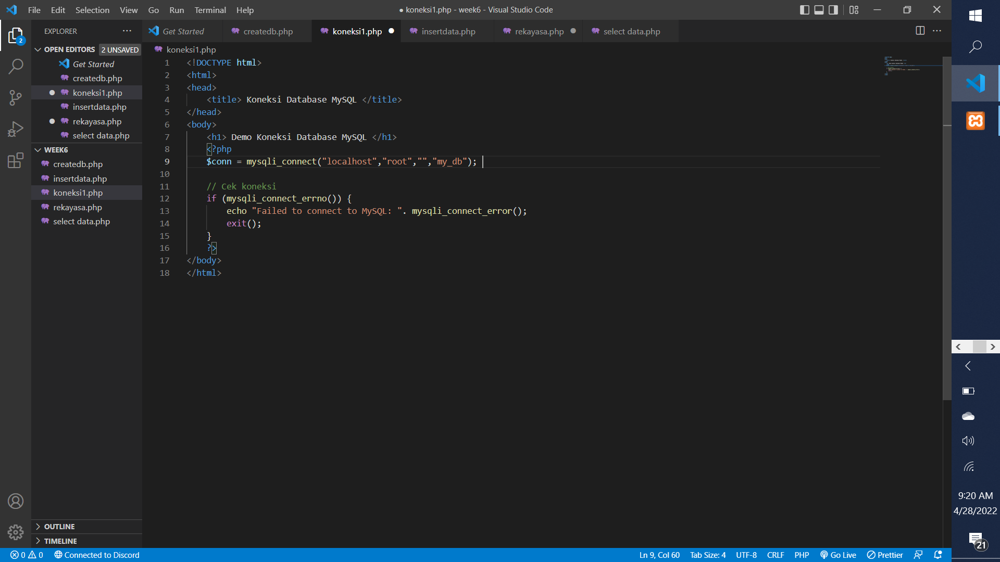 File Edit Selection View Go Run Terminal Help
● koneksi1.php - week6 - Visual Studio Code
EXPLORER
Get Started createdb.php koneksi1.php insertdata.php rekayasa.php select data.php
OPEN EDITORS 2 UNSAVED
Get Started
createdb.php
koneksi1.php
insertdata.php
rekayasa.php
select data.php
WEEK6
createdb.php
insertdata.php
koneksi1.php
rekayasa.php
select data.php
OUTLINE
TIMELINE
2
koneksi1.php
1 <!DOCTYPE html>
2 <html>
3 <head>
4 <title> Koneksi Database MySQL </title>
5 </head>
6 <body>
7 <h1> Demo Koneksi Database MySQL </h1>
8 <?php
9 $conn = mysqli_connect("localhost","root","","my_db");
10
11 // Cek koneksi
12 if (mysqli_connect_errno()) {
13 echo "Failed to connect to MySQL: ". mysqli_connect_error();
14 exit();
15 }
16 ?>
17 </body>
18 </html>
0 0 Connected to Discord
Ln 9, Col 60 Tab Size: 4 UTF-8 CRLF PHP Go Live Prettier
9:20 AM
4/28/2022
21